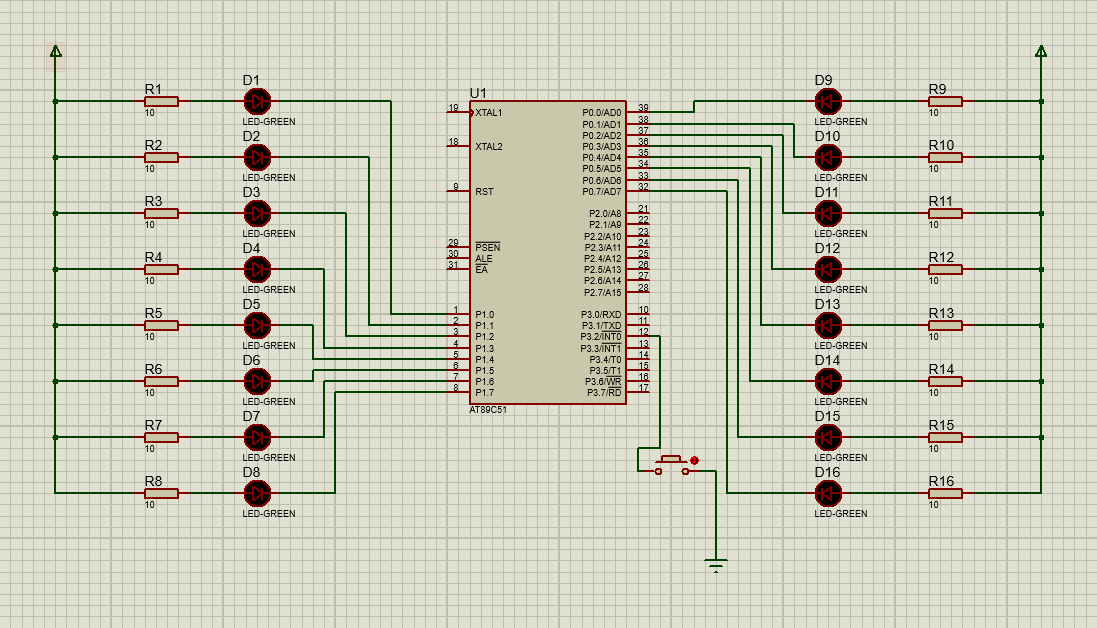 R1
10
D1
LED-GREEN
R2
10
D2
LED-GREEN
R3
10
D3
LED-GREEN
R4
10
D4
LED-GREEN
R5
10
D5
LED-GREEN
R6
10
D6
LED-GREEN
R7
10
D7
LED-GREEN
R8
10
D8
LED-GREEN
U1
19 XTAL1
18 XTAL2
9 RST
29 PSEN
30 ALE
31 EA
1 P1.0
2 P1.1
3 P1.2
4 P1.3
5 P1.4
6 P1.5
7 P1.6
8 P1.7
P0.0/AD0 39
P0.1/AD1 38
P0.2/AD2 37
P0.3/AD3 36
P0.4/AD4 35
P0.5/AD5 34
P0.6/AD6 33
P0.7/AD7 32
P2.0/A8 21
P2.1/A9 22
P2.2/A10 23
P2.3/A11 24
P2.4/A12 25
P2.5/A13 26
P2.6/A14 27
P2.7/A15 28
P3.0/RXD 10
P3.1/TXD 11
P3.2/INT0 12
P3.3/INT1 13
P3.4/T0 14
P3.5/T1 15
P3.6/WR 16
P3.7/RD 17
AT89C51
D9
LED-GREEN
R9
10
D10
LED-GREEN
R10
10
D11
LED-GREEN
R11
10
D12
LED-GREEN
R12
10
D13
LED-GREEN
R13
10
D14
LED-GREEN
R14
10
D15
LED-GREEN
R15
10
D16
LED-GREEN
R16
10